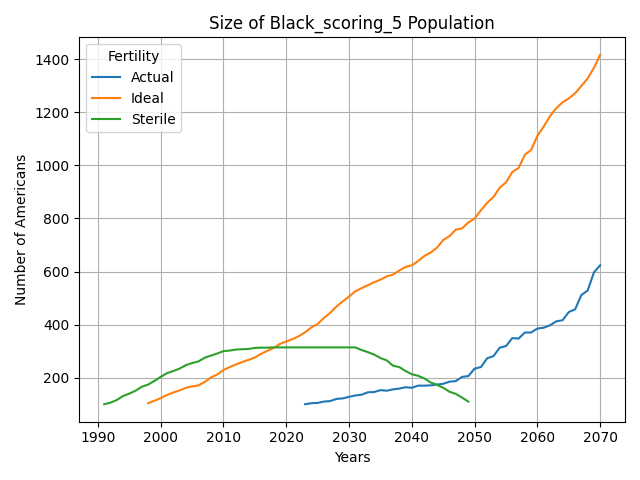 Size of Black_scoring_5 Population
Fertility
Actual
Ideal
Sterile
Number of Americans
1400
1200
1000
800
600
400
200
1990 2000 2010 2020 2030 2040 2050 2060 2070
Years